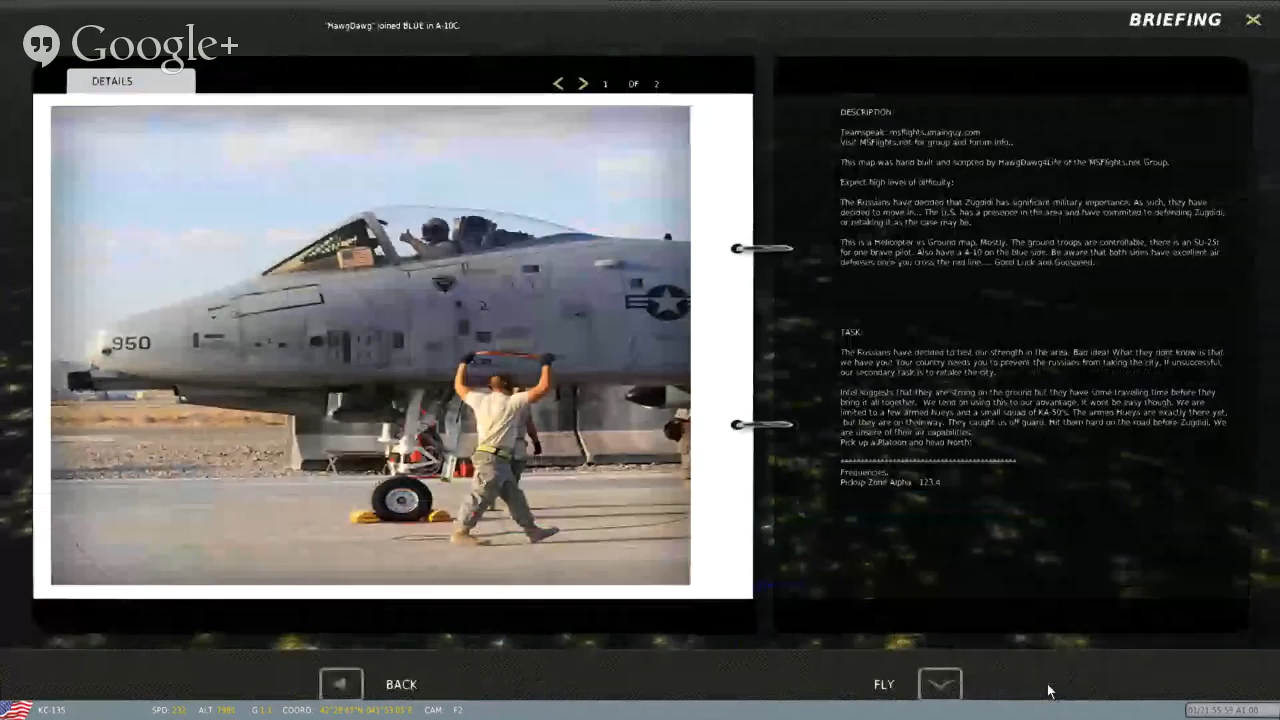 "HawgDawg" joined BLUE in A-10C.
BRIEFING
Google+
DETAILS
1 OF 2
950
2
DESCRIPTION
Teamspeak: msflights.imainguy.com
Visit MSFlights.net for group and forum info..
This map was hand built and scripted by HawgDawg4Life of the MSFlights.net Group.
Expect high level of difficulty!
The Russians have decided that Zugdidi has significant military importance. As such, they have
decided to move in... The U.S. has a presence in the area and have commited to defending Zugdidi,
or retaking it as the case may be.
This is a Helicopter vs Ground map, Mostly. The ground troops are controllable, there is an SU-25t
for one brave pilot. Also have a A-10 on the blue side. Be aware that both sides have excellent air
defenses once you cross the red line.... Good Luck and Godspeed.
TASK
The Russians have decided to test our strength in the area. Bad idea! What they dont know is that
we have you! Your country needs you to prevent the russians from taking the city. If unsuccessful,
our secondary task is to retake the city.
Intel suggests that they are strong on the ground but they have some traveling time before they
bring it all together. We tend on using this to our advantage. It wont be easy though. We are
limited to a few armed hueys and a small squad of KA-50's. The armed Hueys are exactly there yet,
but they are on their way. They caught us off guard. Hit them hard on the road before Zugdidi. We
are unsure of their air capabilities.
Pick up a Platoon and head North!
Frequencies.
Pickup Zone Alpha 123.4
BACK
FLY
KC-135 SPD: 232 ALT: 7989 G 1.1 COORD: CAM: F2